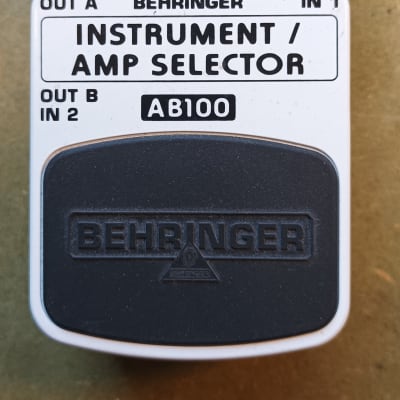 OUT A BEHRINGER IN 1
INSTRUMENT /
AMP SELECTOR
OUT B
IN 2 AB100
BEHRINGER